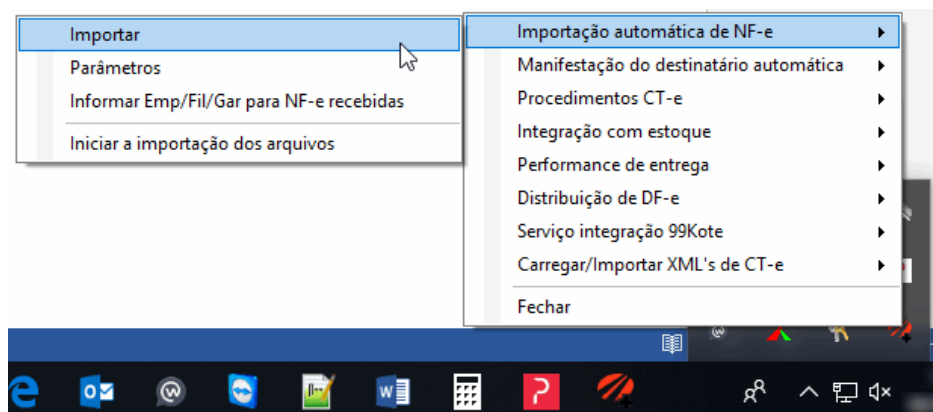 Importar
Parâmetros
Informar Emp/Fil/Gar para NF-e recebidas
Iniciar a importação dos arquivos
Importação automática de NF-e
Manifestação do destinatário automática
Procedimentos CT-e
Integração com estoque
Performance de entrega
Distribuição de DF-e
Serviço integração 99Kote
Carregar/Importar XML's de CT-e
Fechar